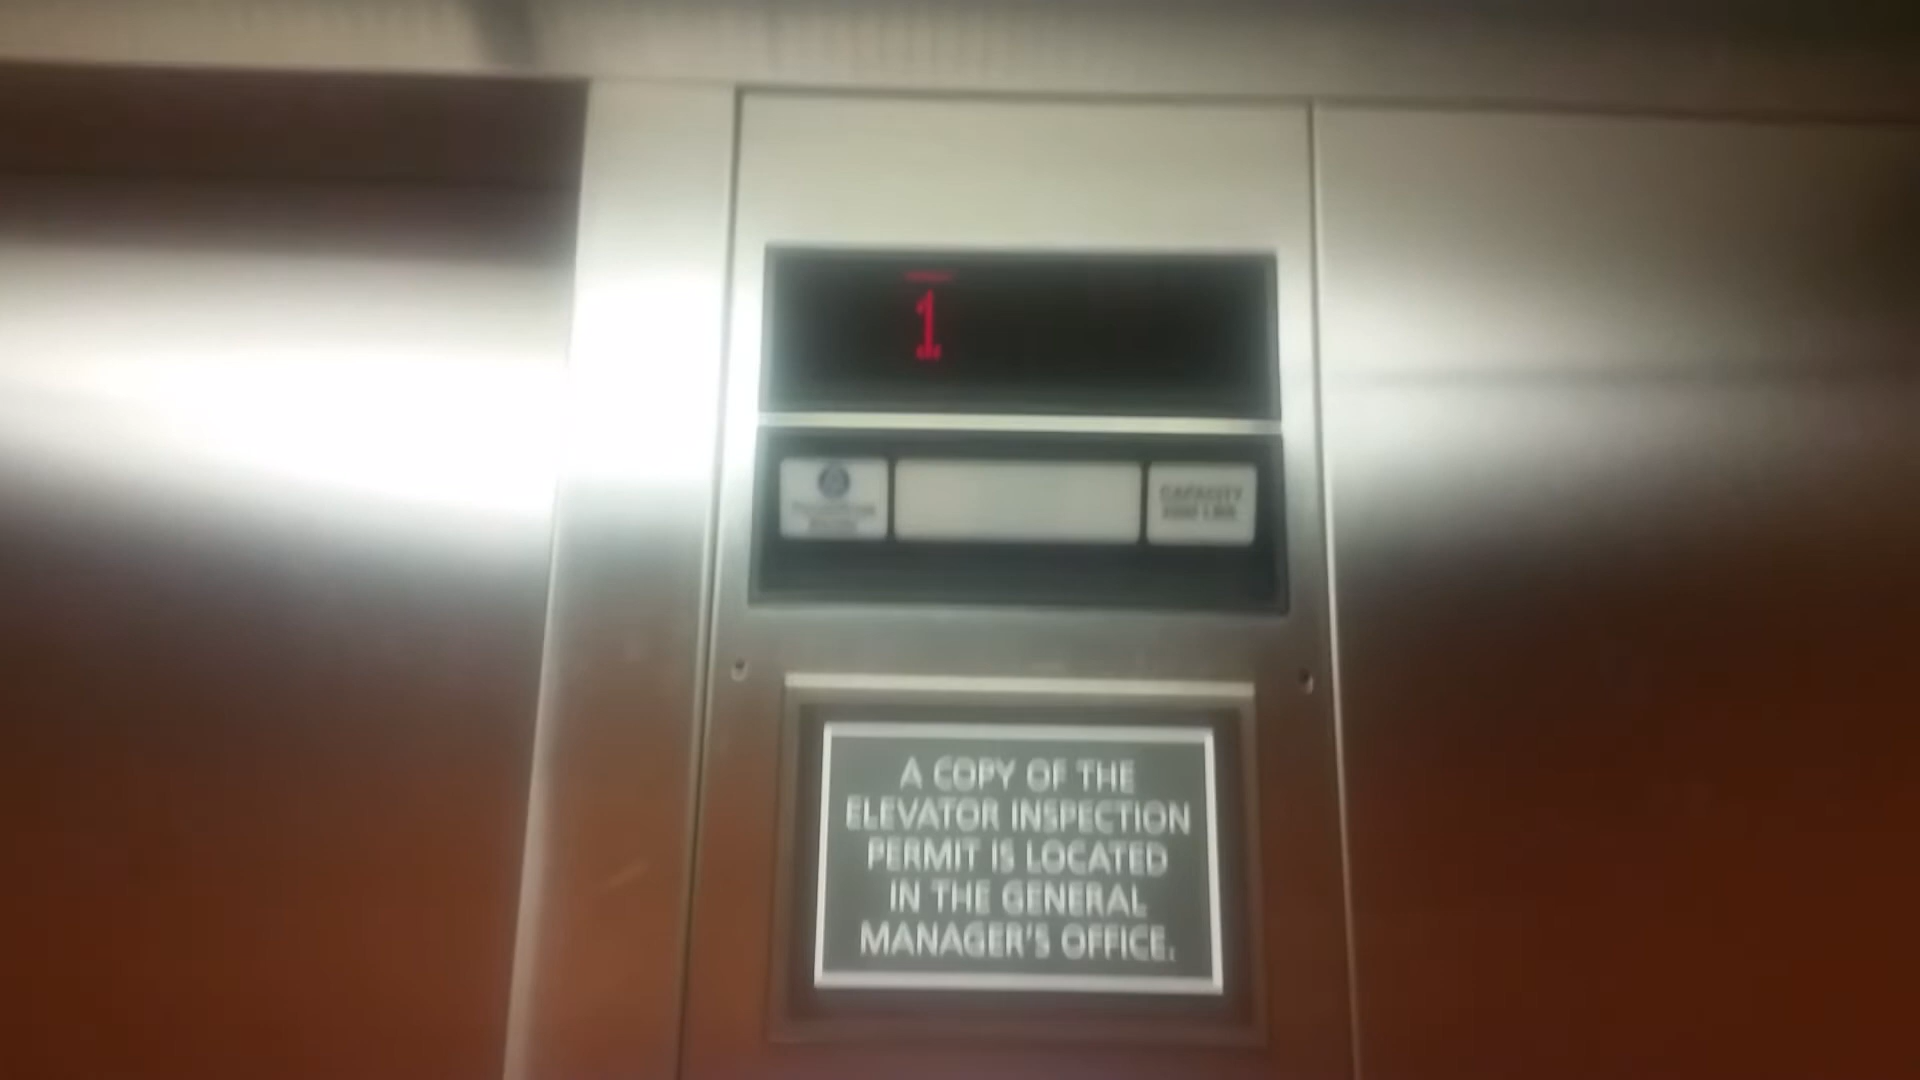 1
CAPACITY
A COPY OF THE
ELEVATOR INSPECTION
PERMIT IS LOCATED
IN THE GENERAL
MANAGER'S OFFICE.